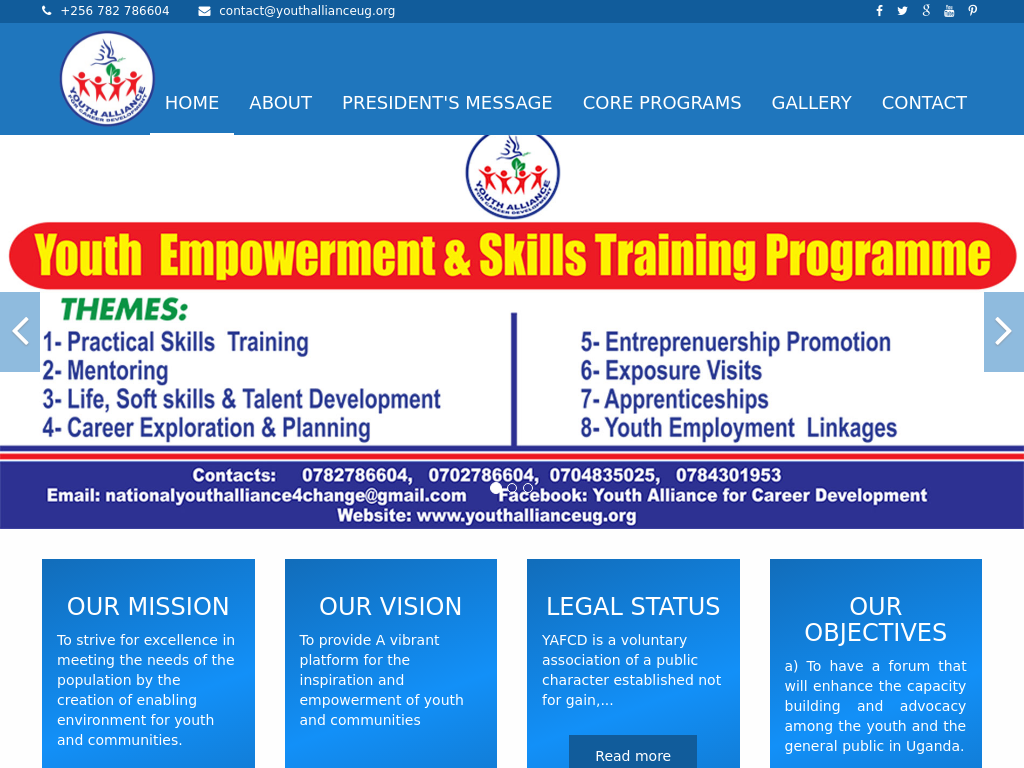 +256 782 786604 contact@youthallianceug.org
YOUTH ALLIANCE
FOR CAREER DEVELOPMENT
HOME ABOUT PRESIDENT'S MESSAGE CORE PROGRAMS GALLERY CONTACT
YOUTH ALLIANCE
FOR CAREER DEVELOPMENT
Youth Empowerment & Skills Training Programme
THEMES:
1- Practical Skills Training
2- Mentoring
3- Life, Soft skills & Talent Development
4- Career Exploration & Planning
5- Entreprenuership Promotion
6- Exposure Visits
7- Apprenticeships
8- Youth Employment Linkages
Contacts: 0782786604, 0702786604, 0704835025, 0784301953
Email: nationalyouthalliance4change@gmail.com Facebook: Youth Alliance for Career Development
Website: www.youthallianceug.org
OUR MISSION
To strive for excellence in
meeting the needs of the
population by the
creation of enabling
environment for youth
and communities.
OUR VISION
To provide A vibrant
platform for the
inspiration and
empowerment of youth
and communities
LEGAL STATUS
YAFCD is a voluntary
association of a public
character established not
for gain,...
Read more
OUR
OBJECTIVES
a) To have a forum that
will enhance the capacity
building and advocacy
among the youth and the
general public in Uganda.